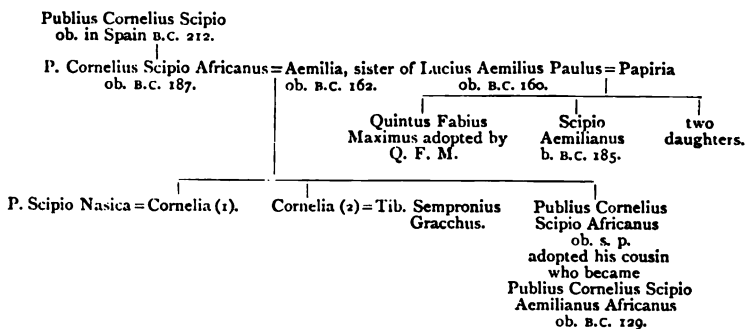 Publius Cornelius Scipio
ob. in Spain B.C. 212.
P. Cornelius Scipio Africanus = Aemilia, sister of Lucius Aemilius Paulus = Papiria
ob. B.C. 187. ob. B.C. 162. ob. B.C. 160.
Quintus Fabius
Maximus adopted by
Q. F. M.
Scipio
Aemilianus
b. B.C. 185.
two
daughters.
P. Scipio Nasica = Cornelia (1).
Cornelia (2) = Tib. Sempronius
Gracchus.
Publius Cornelius
Scipio Africanus
ob. s. p.
adopted his cousin
who became
Publius Cornelius Scipio
Aemilianus Africanus
ob. B.C. 129.